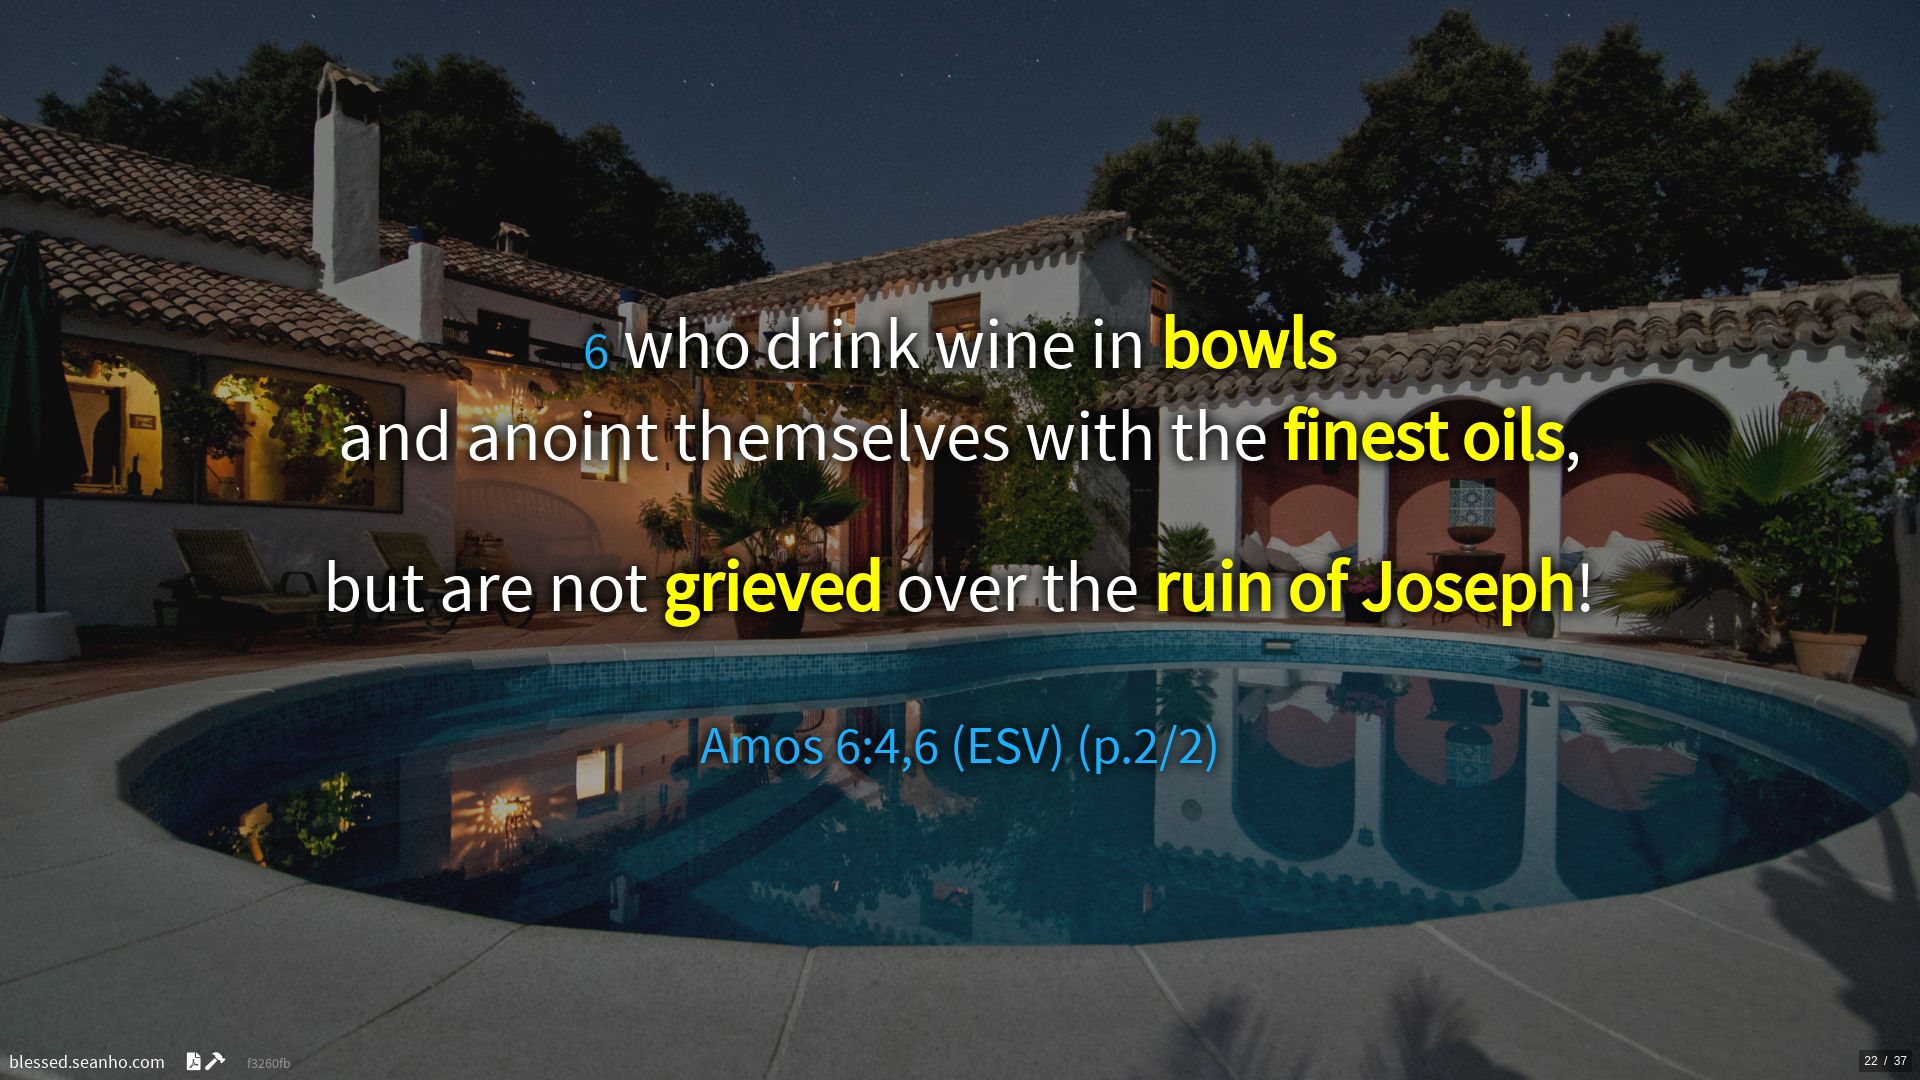 6 who drink wine in bowls
and anoint themselves with the finest oils,
but are not grieved over the ruin of Joseph!
Amos 6:4,6 (ESV) (p.2/2)
blessed.seanho.com f3260fb
22 / 37